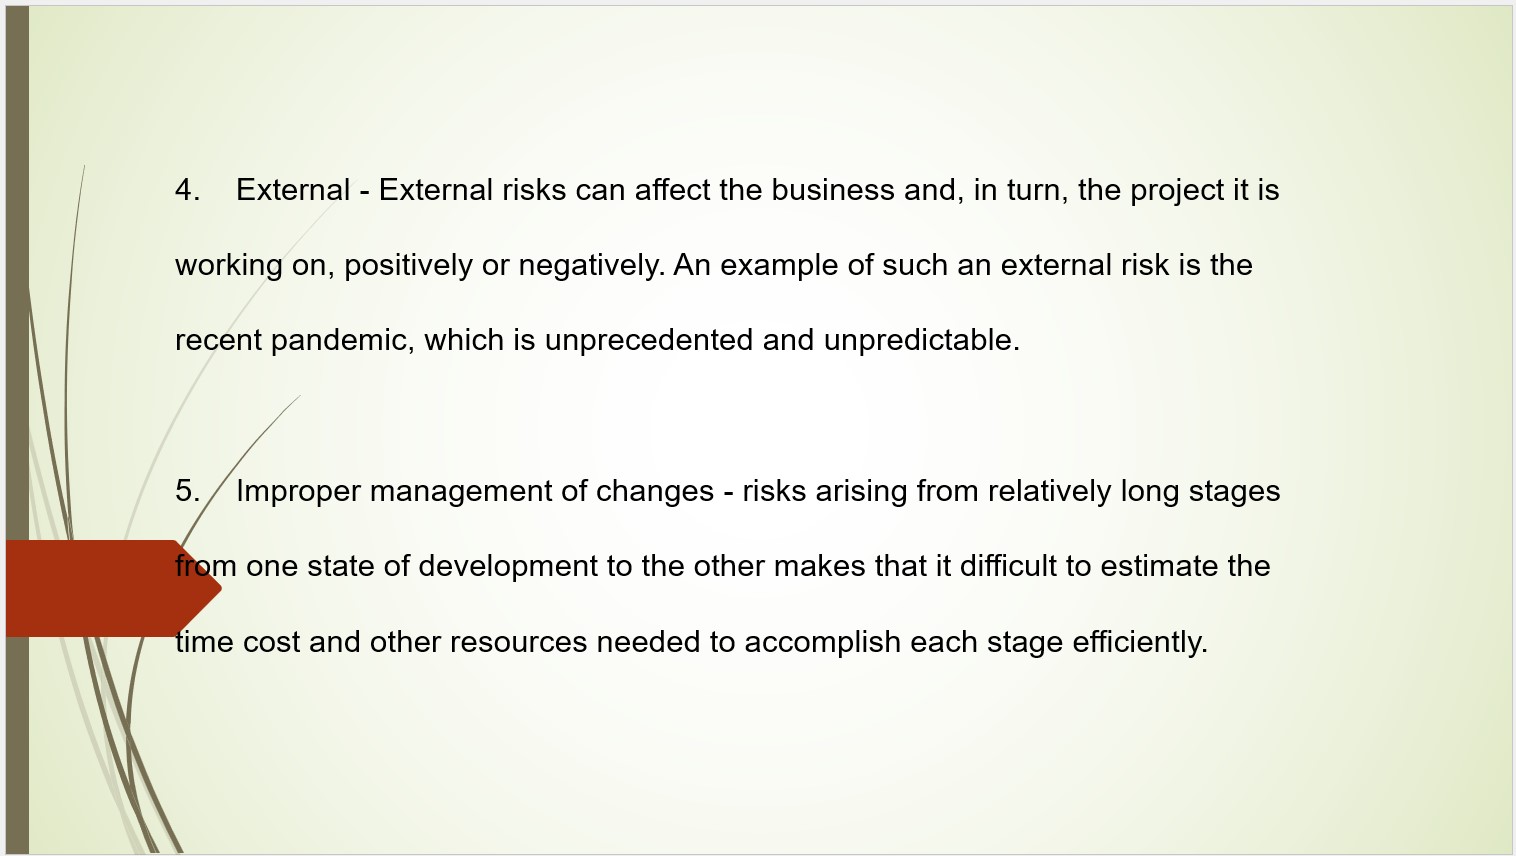 4. External - External risks can affect the business and, in turn, the project it is
working on, positively or negatively. An example of such an external risk is the
recent pandemic, which is unprecedented and unpredictable.
5. Improper management of changes - risks arising from relatively long stages
from one state of development to the other makes that it difficult to estimate the
time cost and other resources needed to accomplish each stage efficiently.